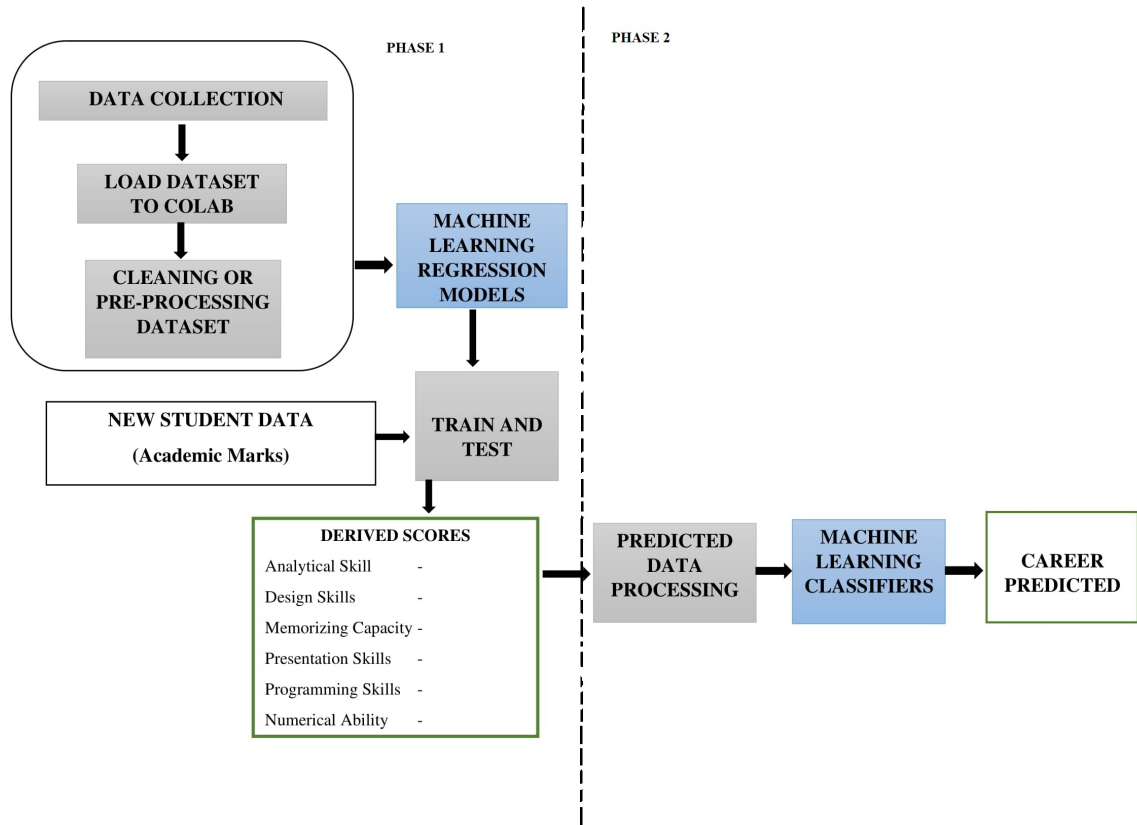 PHASE 1
PHASE 2
DATA COLLECTION
LOAD DATASET
TO COLAB
CLEANING OR
PRE-PROCESSING
DATASET
MACHINE
LEARNING
REGRESSION
MODELS
NEW STUDENT DATA
(Academic Marks)
TRAIN AND
TEST
DERIVED SCORES
Analytical Skill -
Design Skills -
Memorizing Capacity -
Presentation Skills -
Programming Skills -
Numerical Ability -
PREDICTED
DATA
PROCESSING
MACHINE
LEARNING
CLASSIFIERS
CAREER
PREDICTED